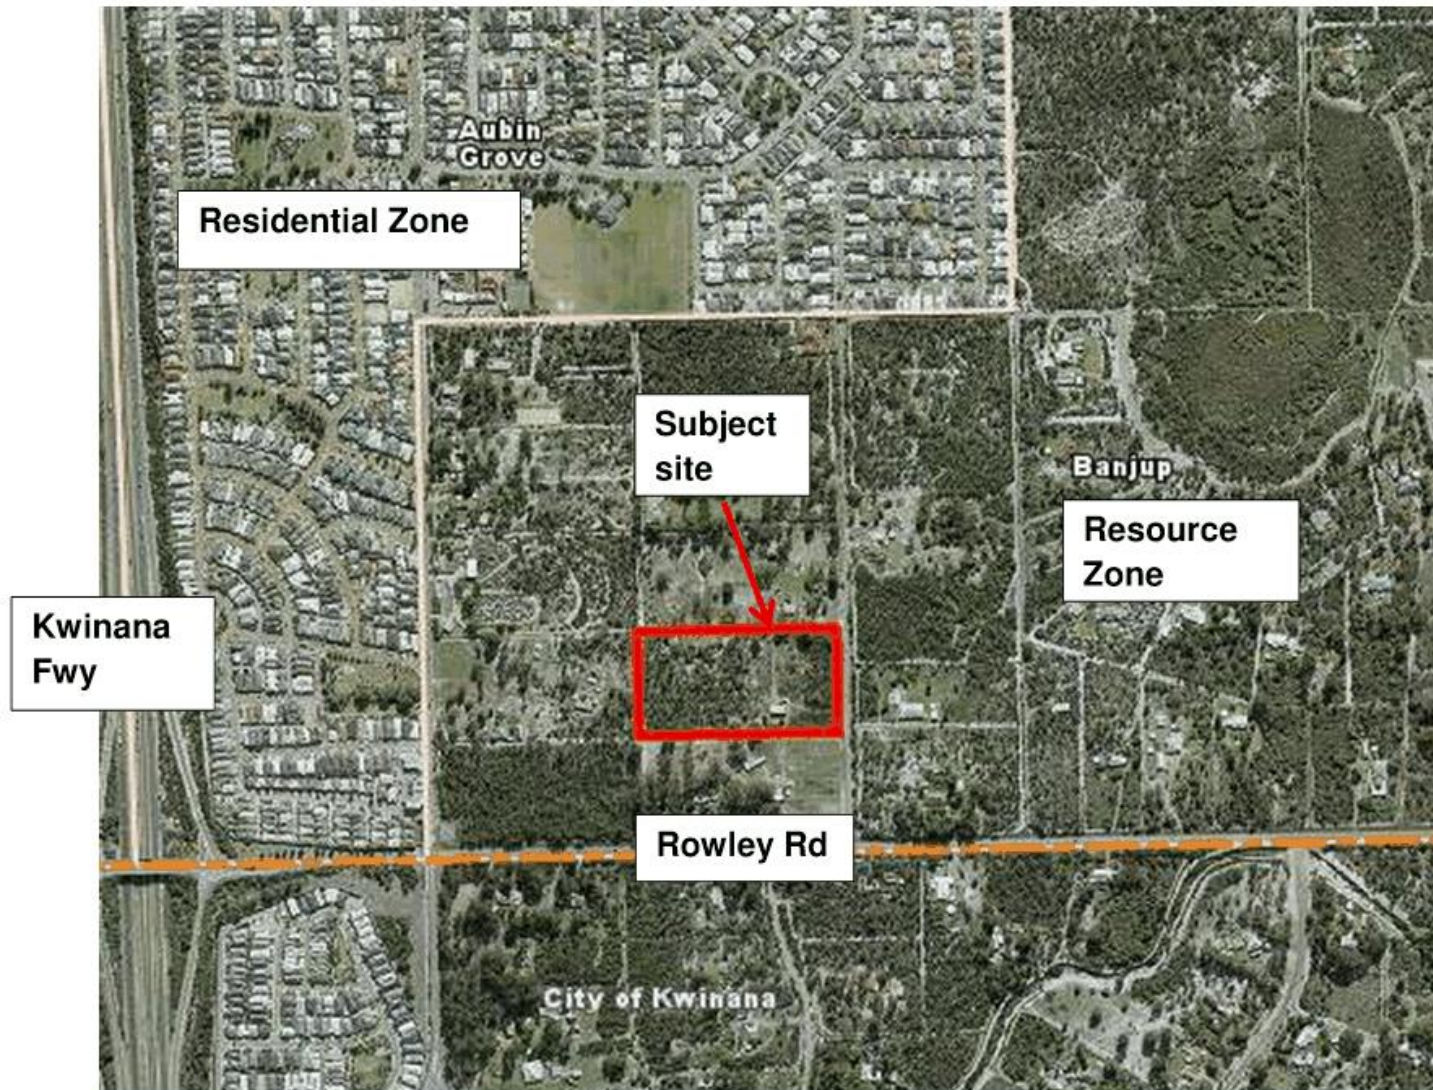 Aubin
Grove
Residential Zone
Subject
site
Banjup
Resource
Zone
Kwinana
Fwy
Rowley Rd
City of Kwinana